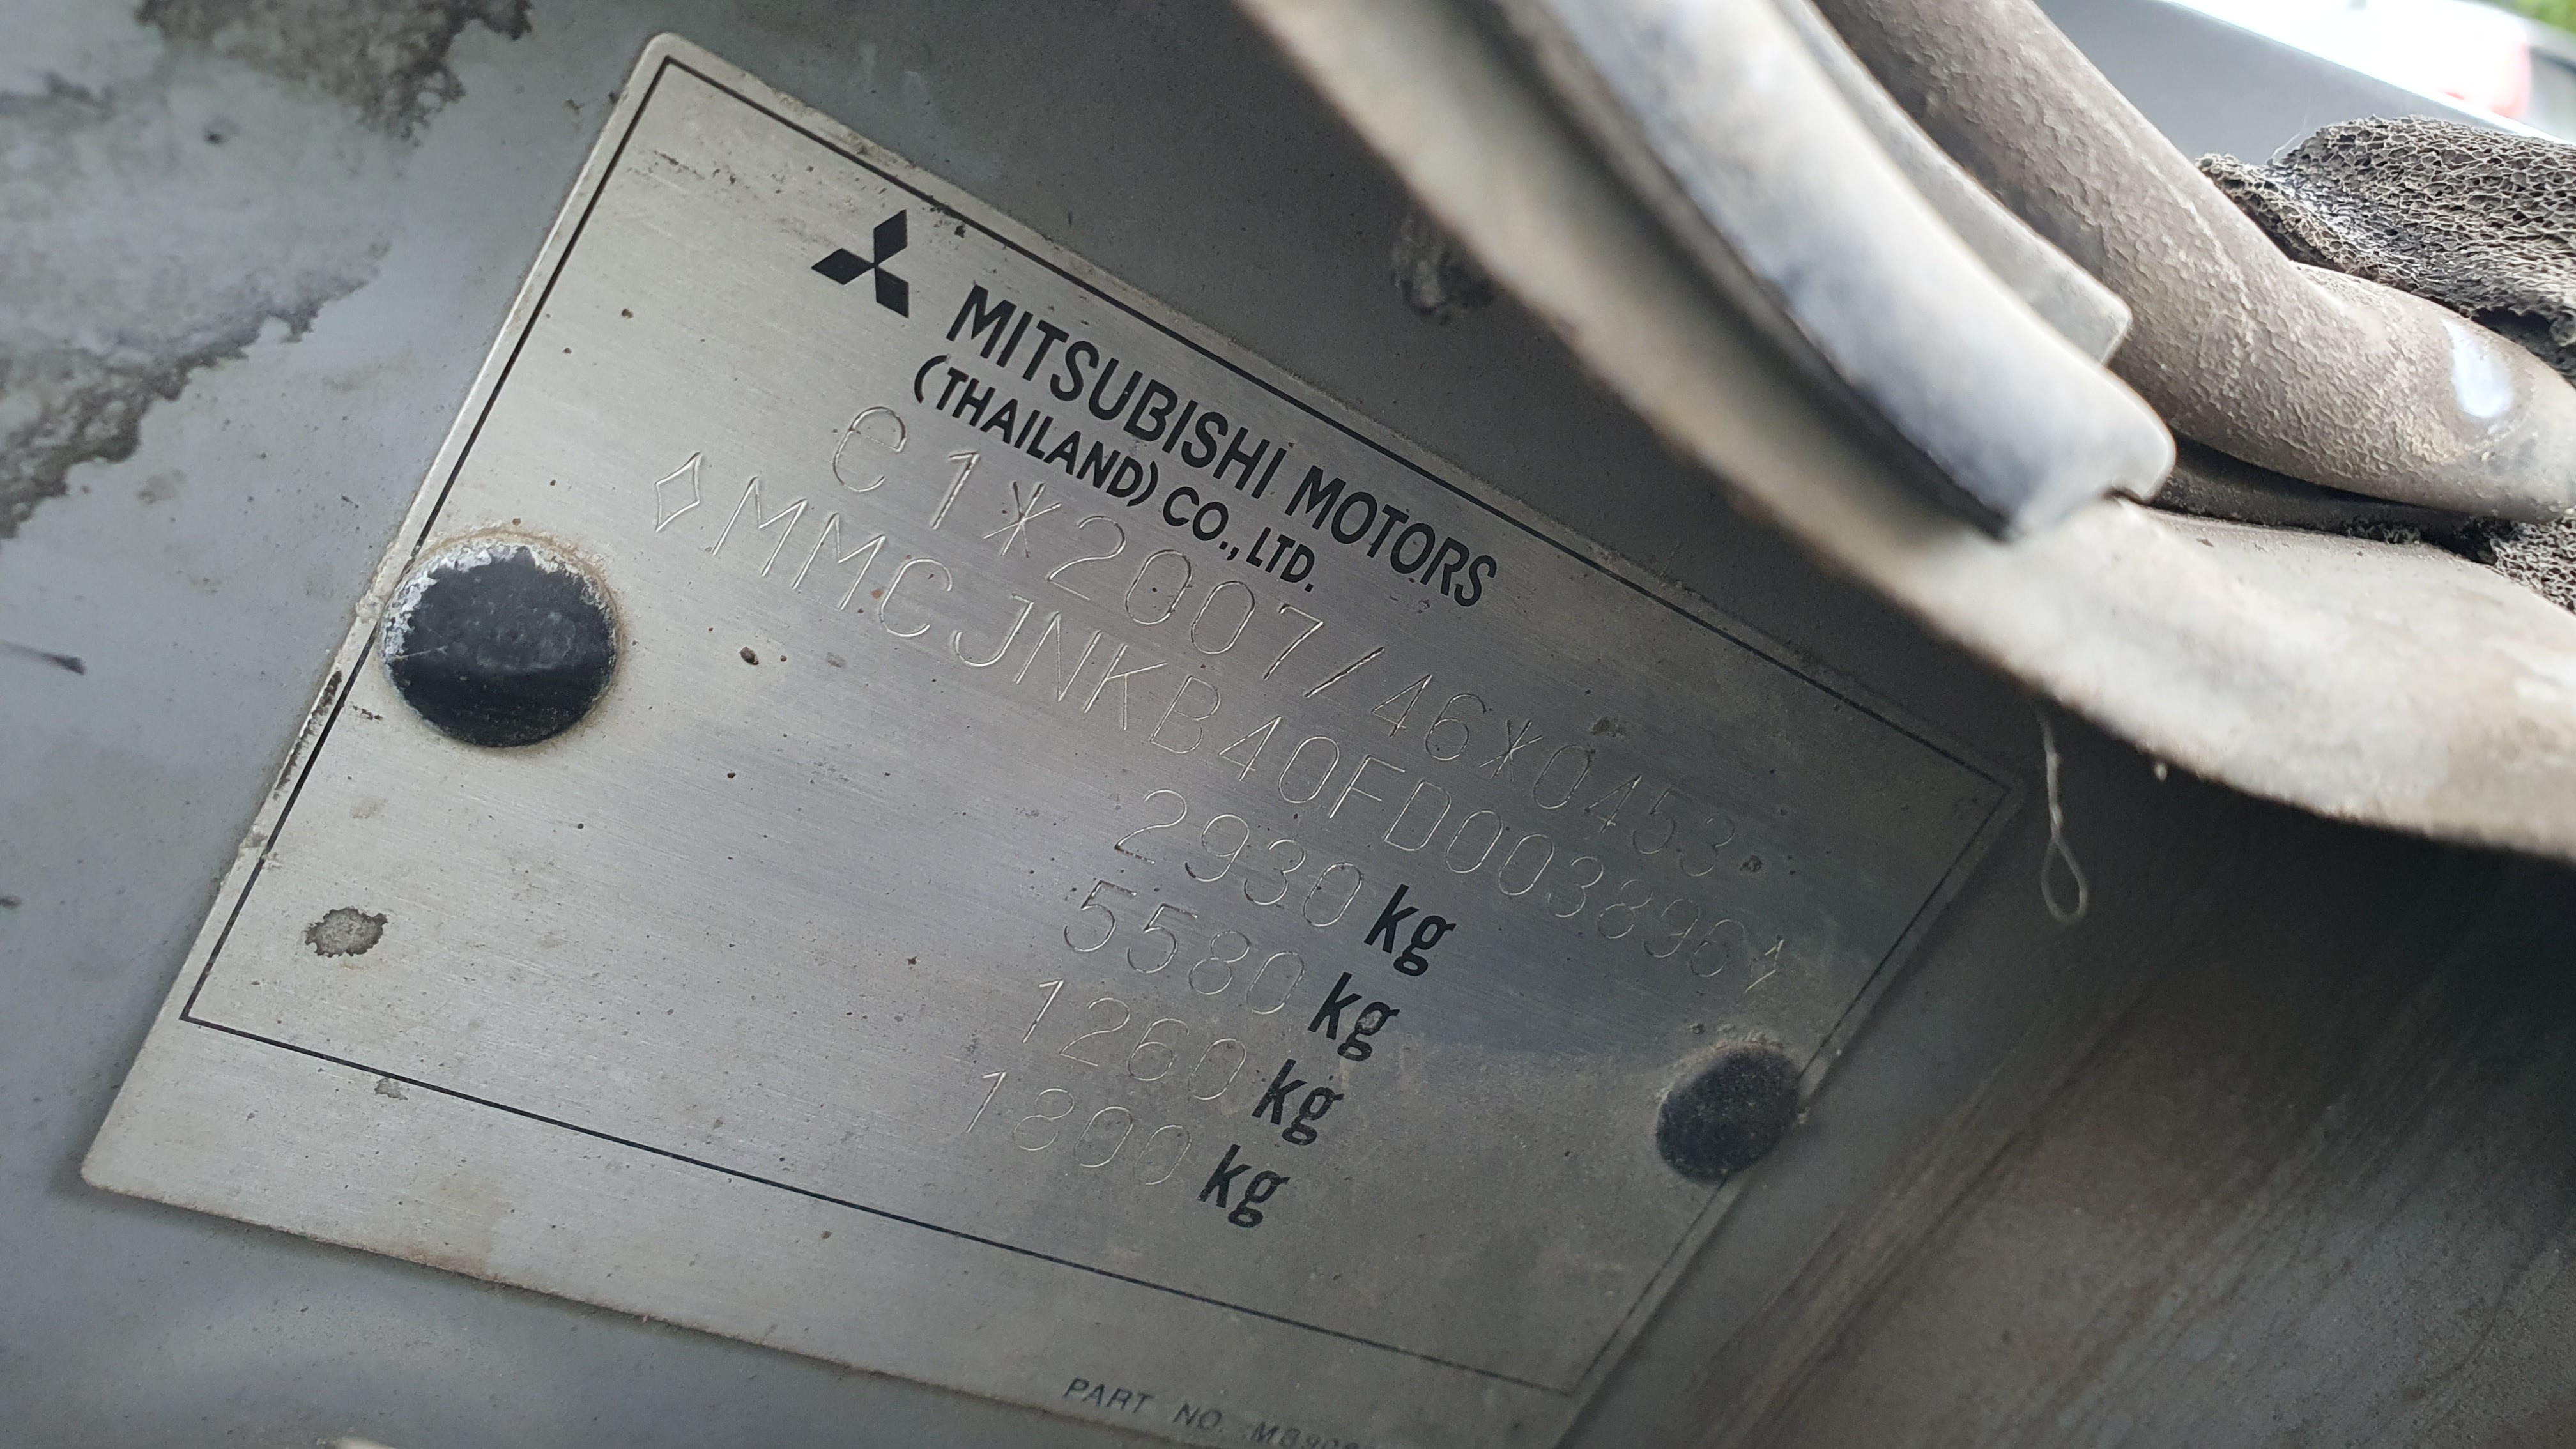 MITSUBISHI MOTORS
(THAILAND) CO., LTD.
e1*2007/46*0453*
◊MMCJNKB40FD003896◊
2930 kg
5580 kg
1260 kg
1800 kg
PART NO.